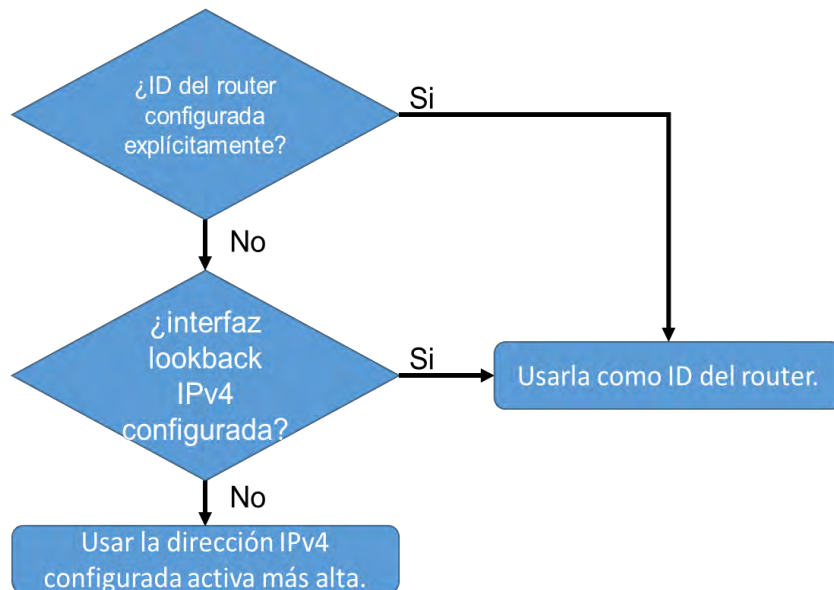 ¿ID del router
configurada
explícitamente?
Si
No
¿interfaz
lookback
IPv4
configurada?
Si
Usarla como ID del router.
No
Usar la dirección IPv4
configurada activa más alta.